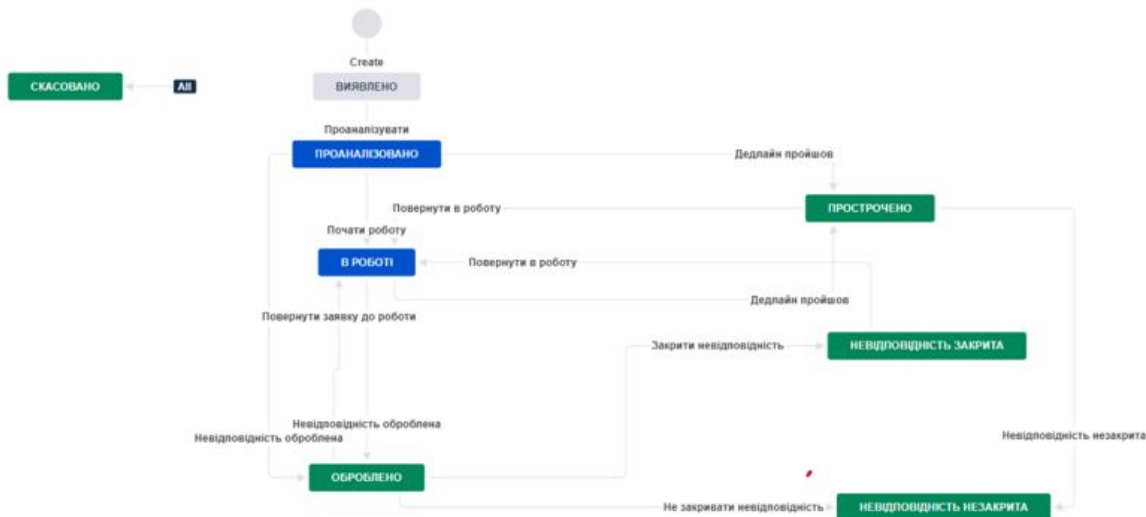 Create
СКАСОВАНО
All
ВИЯВЛЕНО
Проаналізувати
ПРОАНАЛІЗОВАНО
Дедлайн пройшов
Повернути в роботу
ПРОСТРОЧЕНО
Почати роботу
В РОБОТІ
Повернути в роботу
Дедлайн пройшов
Повернути заявку до роботи
Закрити невідповідність
НЕВІДПОВІДНІСТЬ ЗАКРИТА
Невідповідність оброблена
Невідповідність оброблена
Невідповідність незакрита
ОБРОБЛЕНО
Не закривати невідповідність
НЕВІДПОВІДНІСТЬ НЕЗАКРИТА